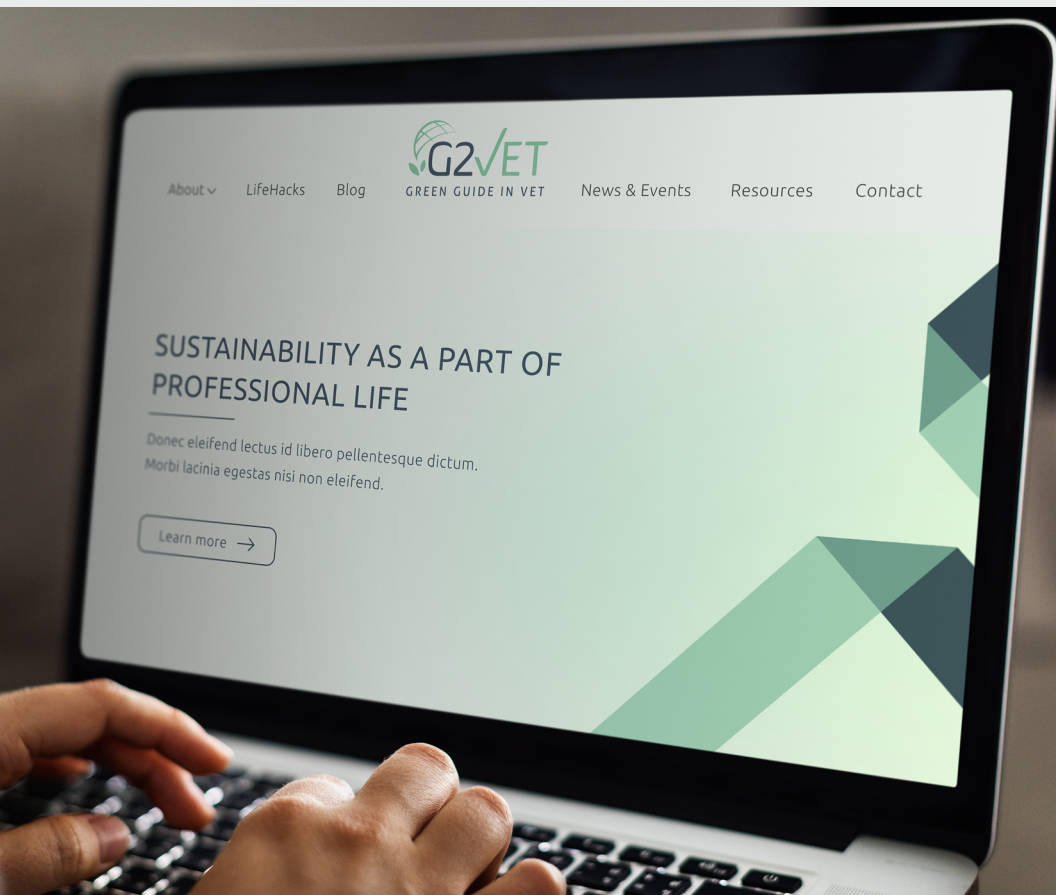 G2VET
GREEN GUIDE IN VET
About
LifeHacks
Blog
News & Events
Resources
Contact
SUSTAINABILITY AS A PART OF
PROFESSIONAL LIFE
Donec eleifend lectus id libero pellentesque dictum.
Morbi lacinia egestas nisi non eleifend.
Learn more